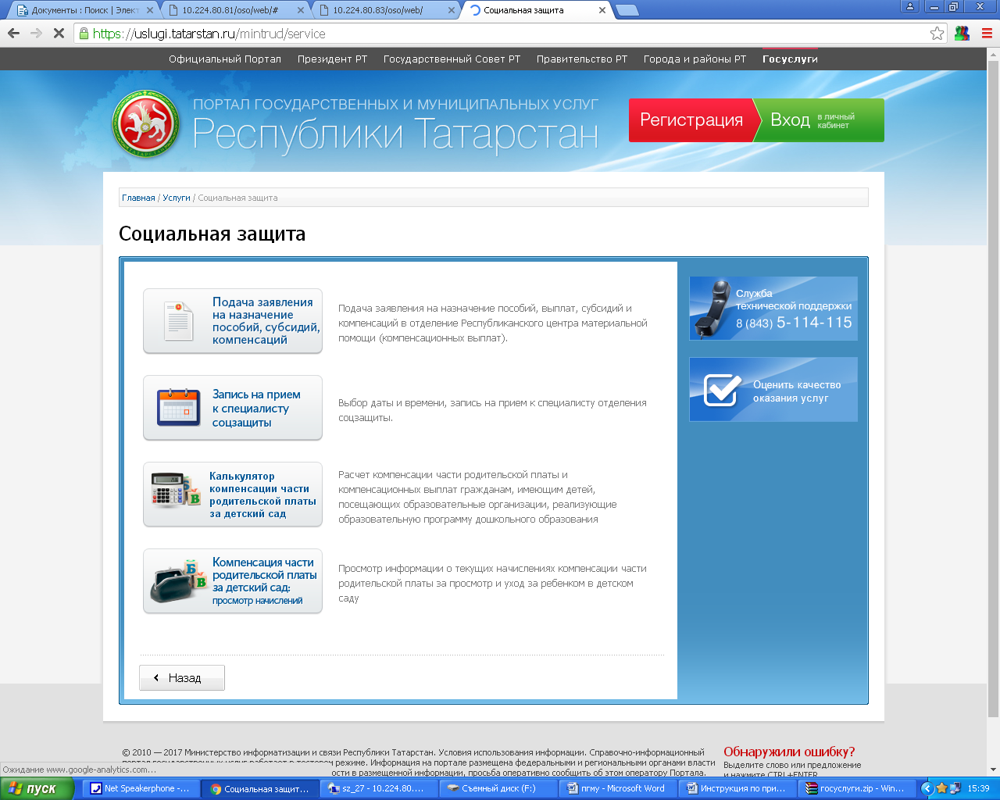 Документы : Поиск | Элект
10.224.80.81/oso/web/#
10.224.80.83/oso/web/
Социальная защита
https://uslugi.tatarstan.ru/mintrud/service
Официальный Портал Президент РТ Государственный Совет РТ Правительство РТ Города и районы РТ Госуслуги
ПОРТАЛ ГОСУДАРСТВЕННЫХ И МУНИЦИПАЛЬНЫХ УСЛУГ
Республики Татарстан
Регистрация
Вход
в личный
кабинет
Главная / Услуги / Социальная защита
Социальная защита
Подача заявления
на назначение
пособий, субсидий,
компенсаций
Подача заявления на назначение пособий, выплат, субсидий и
компенсаций в отделение Республиканского центра материальной
помощи (компенсационных выплат).
Запись на прием
к специалисту
соцзащиты
Выбор даты и времени, запись на прием к специалисту отделения
соцзащиты.
Калькулятор
компенсации части
родительской платы
за детский сад
Расчет компенсации части родительской платы и
компенсационных выплат гражданам, имеющим детей,
посещающих образовательные организации, реализующие
образовательную программу дошкольного образования
Компенсация части
родительской платы
за детский сад:
просмотр начислений
Просмотр информации о текущих начислениях компенсации части
родительской платы за просмотр и уход за ребенком в детском
саду
Назад
Служба
технической поддержки
8 (843) 5-114-115
Оценить качество
оказания услуг
© 2010 — 2017 Министерство информатизации и связи Республики Татарстан. Условия использования информации. Справочно-информационный
портал государственных услуг работает в тестовом режиме. Информация на портале размещена федеральными и региональными органами власти
ости в размещенной информации, просьба оперативно сообщить об этом оператору Портала.
Обнаружили ошибку?
Выделите слово или предложение
и нажмите CTRL+ENTER
Ожидание www.google-analytics.com...
пуск
Net Speakerphone -...
Социальная защит...
sz_27 - 10.224.80....
Съемный диск (F:)
пгму - Microsoft Word
Инструкция по при...
госуслуги.zip - Win...
15:39